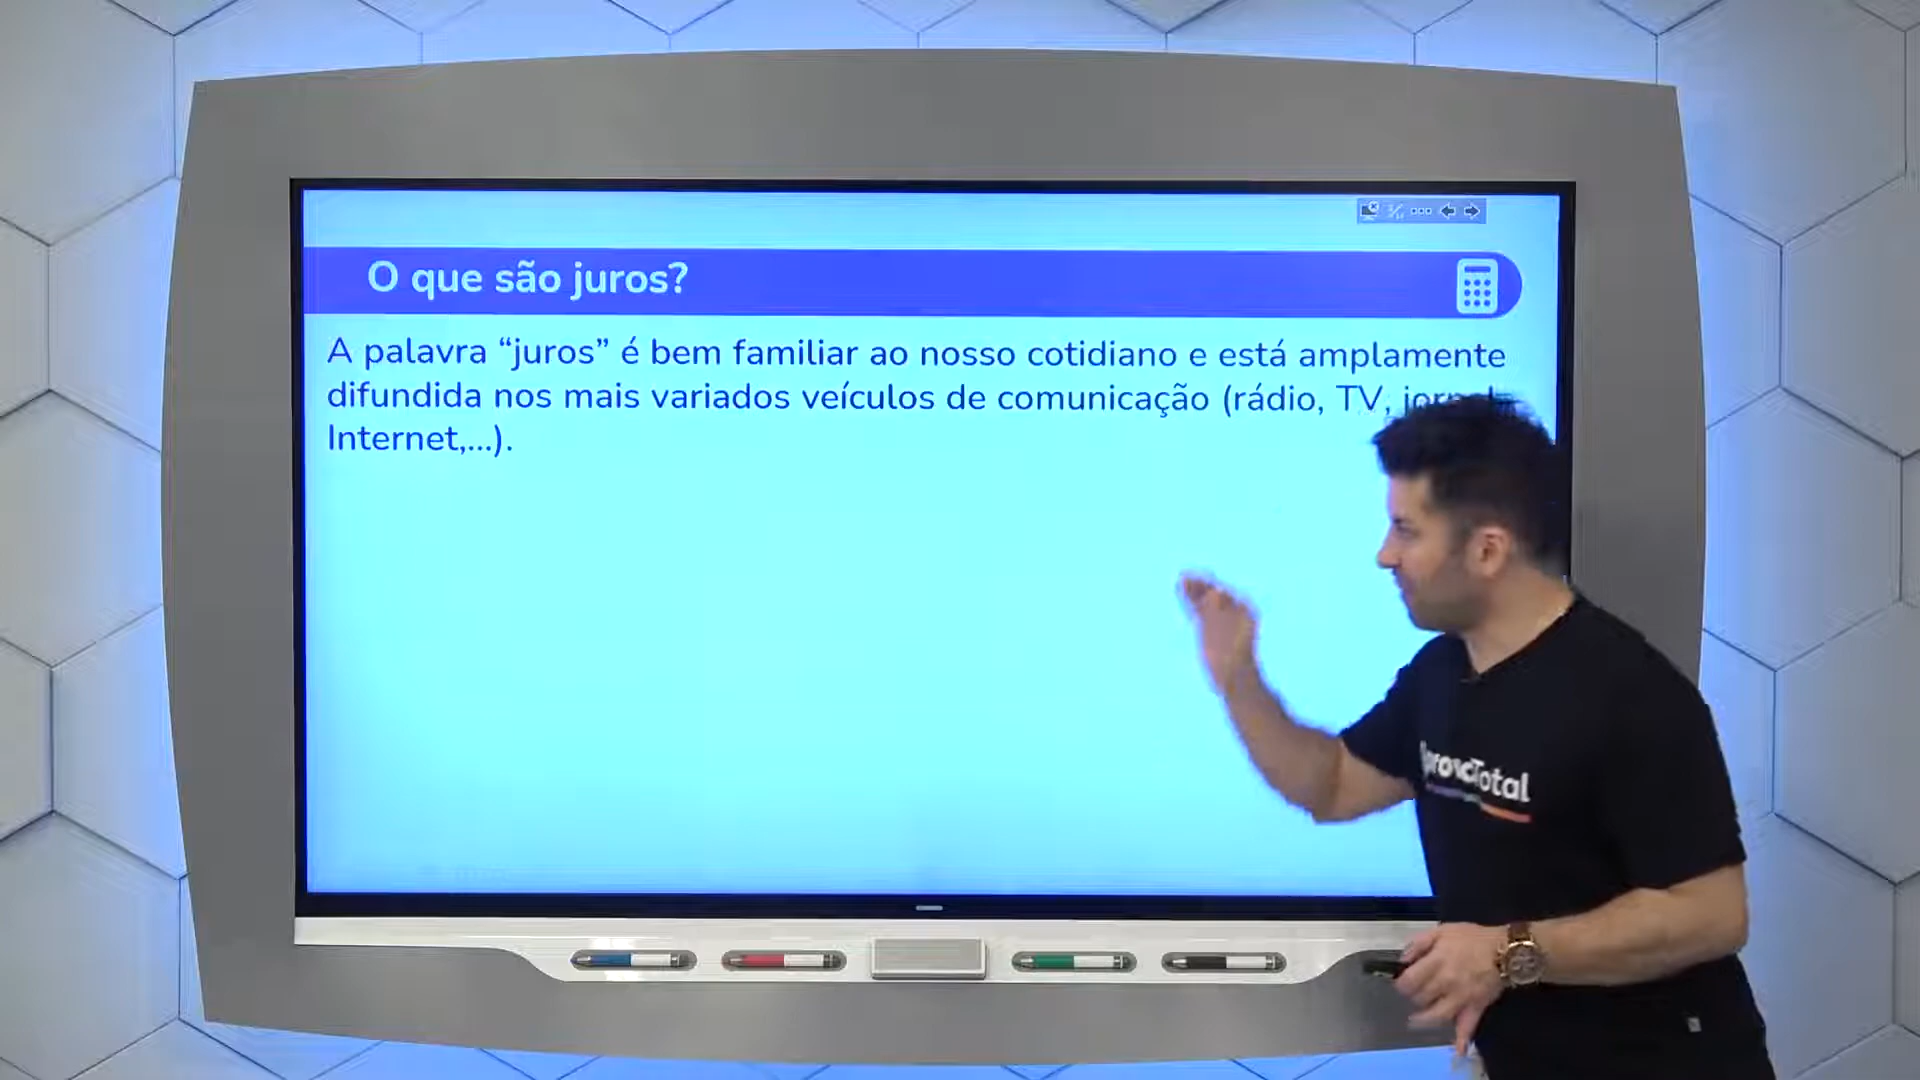 O que são juros?
A palavra “juros” é bem familiar ao nosso cotidiano e está amplamente
difundida nos mais variados veículos de comunicação (rádio, TV,
Internet,...).
Total